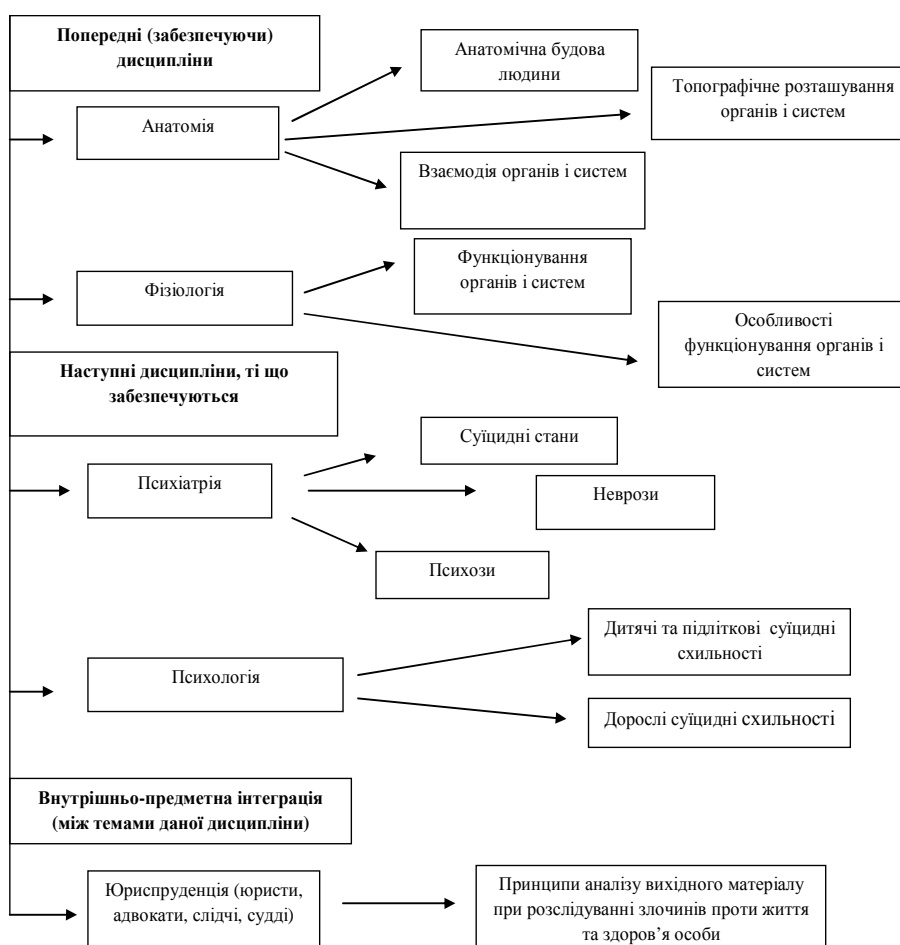 Попередні (забезпечуючи)
дисципліни
Анатомічна будова
людини
Топографічне розташування
органів і систем
Анатомія
Взаємодія органів і систем
Функціонування
органів і систем
Фізіологія
Особливості
функціонування органів і
систем
Наступні дисципліни, ті що
забезпечуються
Суїцидні стани
Психіатрія
Неврози
Психози
Дитячі та підліткові суїцидні
схильності
Психологія
Дорослі суїцидні схильності
Внутрішньо-предметна інтеграція
(між темами даної дисципліни)
Юриспруденція (юристи,
адвокати, слідчі, судді)
Принципи аналізу вихідного матеріалу
при розслідуванні злочинів проти життя
та здоров’я особи